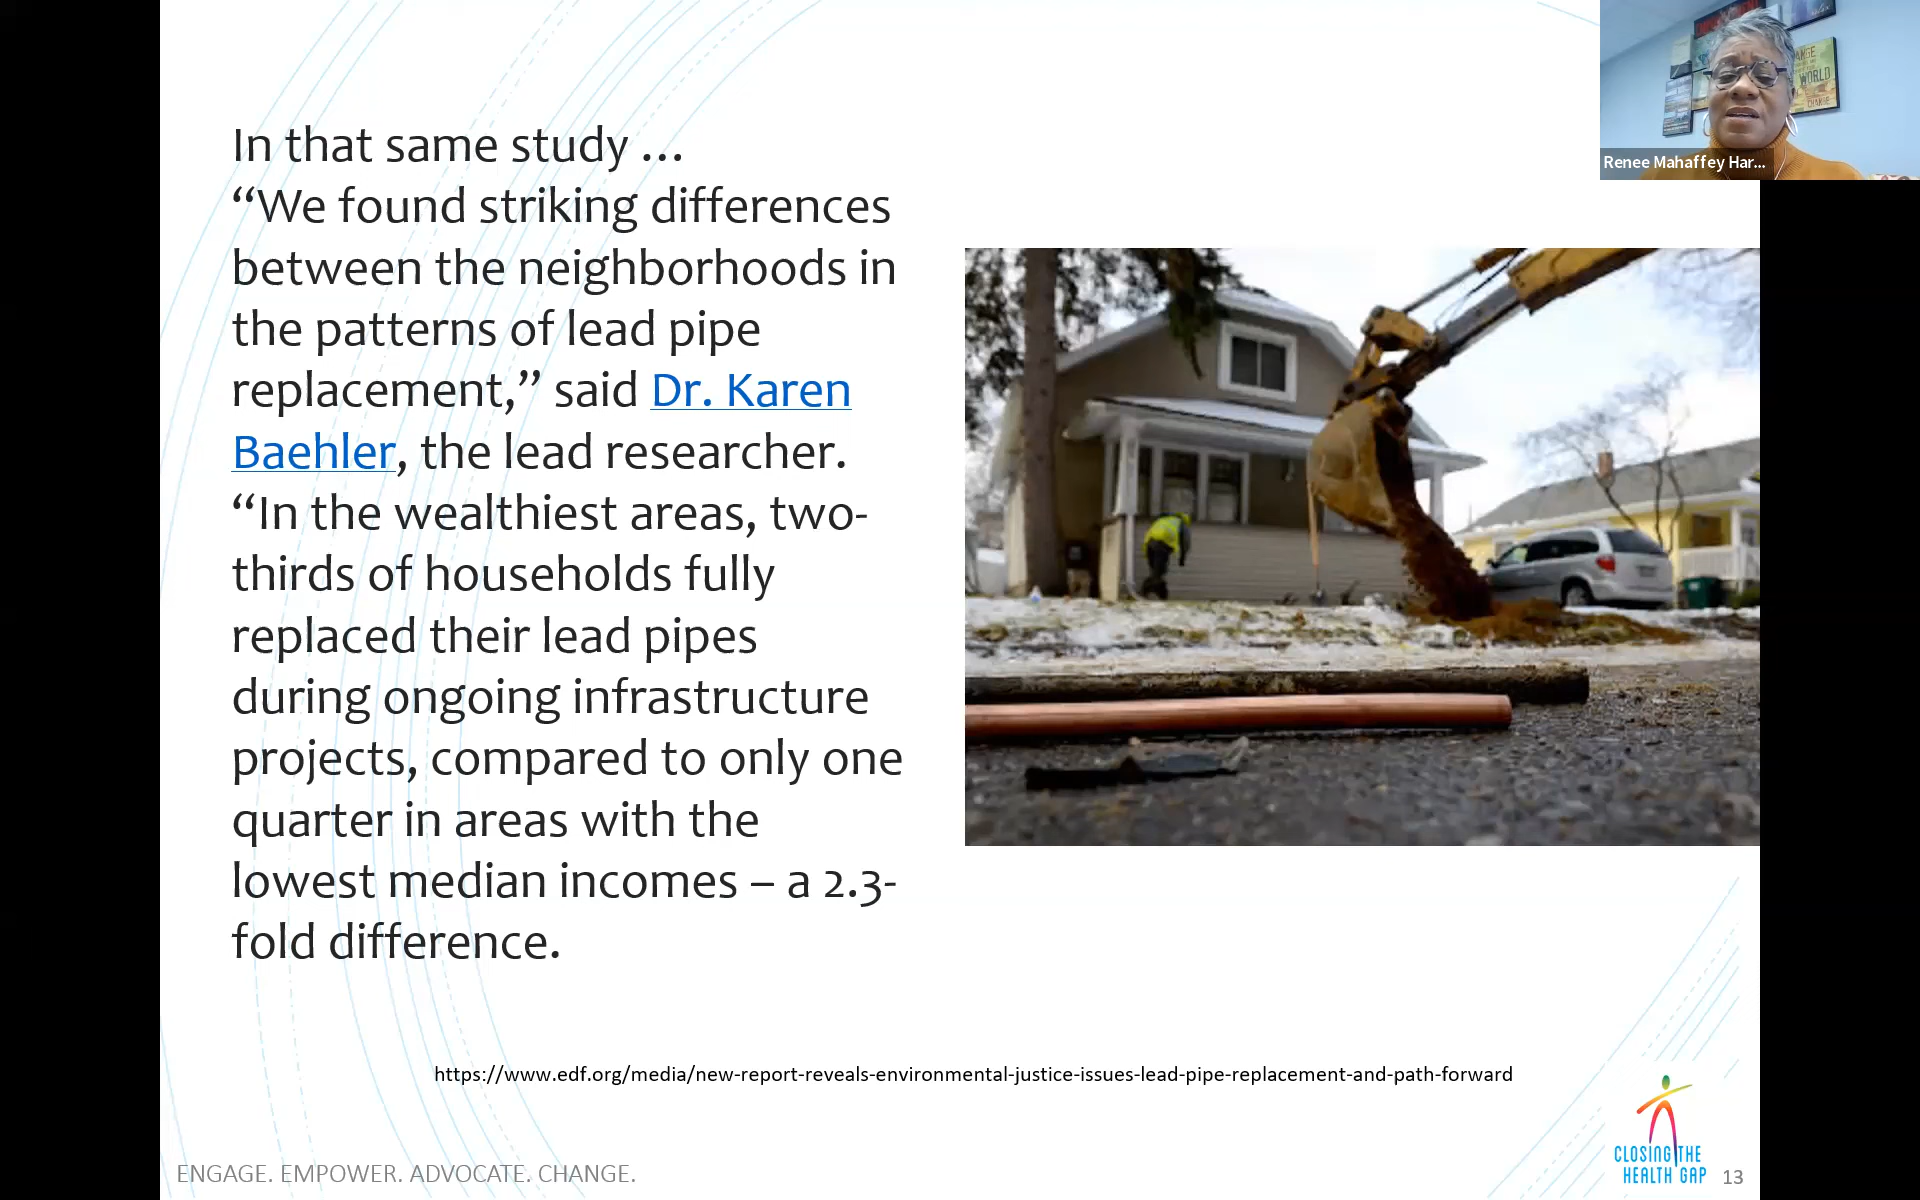 In that same study …
“We found striking differences
between the neighborhoods in
the patterns of lead pipe
replacement,” said Dr. Karen
Baehler, the lead researcher.
“In the wealthiest areas, two-
thirds of households fully
replaced their lead pipes
during ongoing infrastructure
projects, compared to only one
quarter in areas with the
lowest median incomes – a 2.3-
fold difference.
WORLD
CHANGE
Renee Mahaffey Har...
https://www.edf.org/media/new-report-reveals-environmental-justice-issues-lead-pipe-replacement-and-path-forward
ENGAGE. EMPOWER. ADVOCATE. CHANGE.
CLOSING THE
HEALTH GAP
13